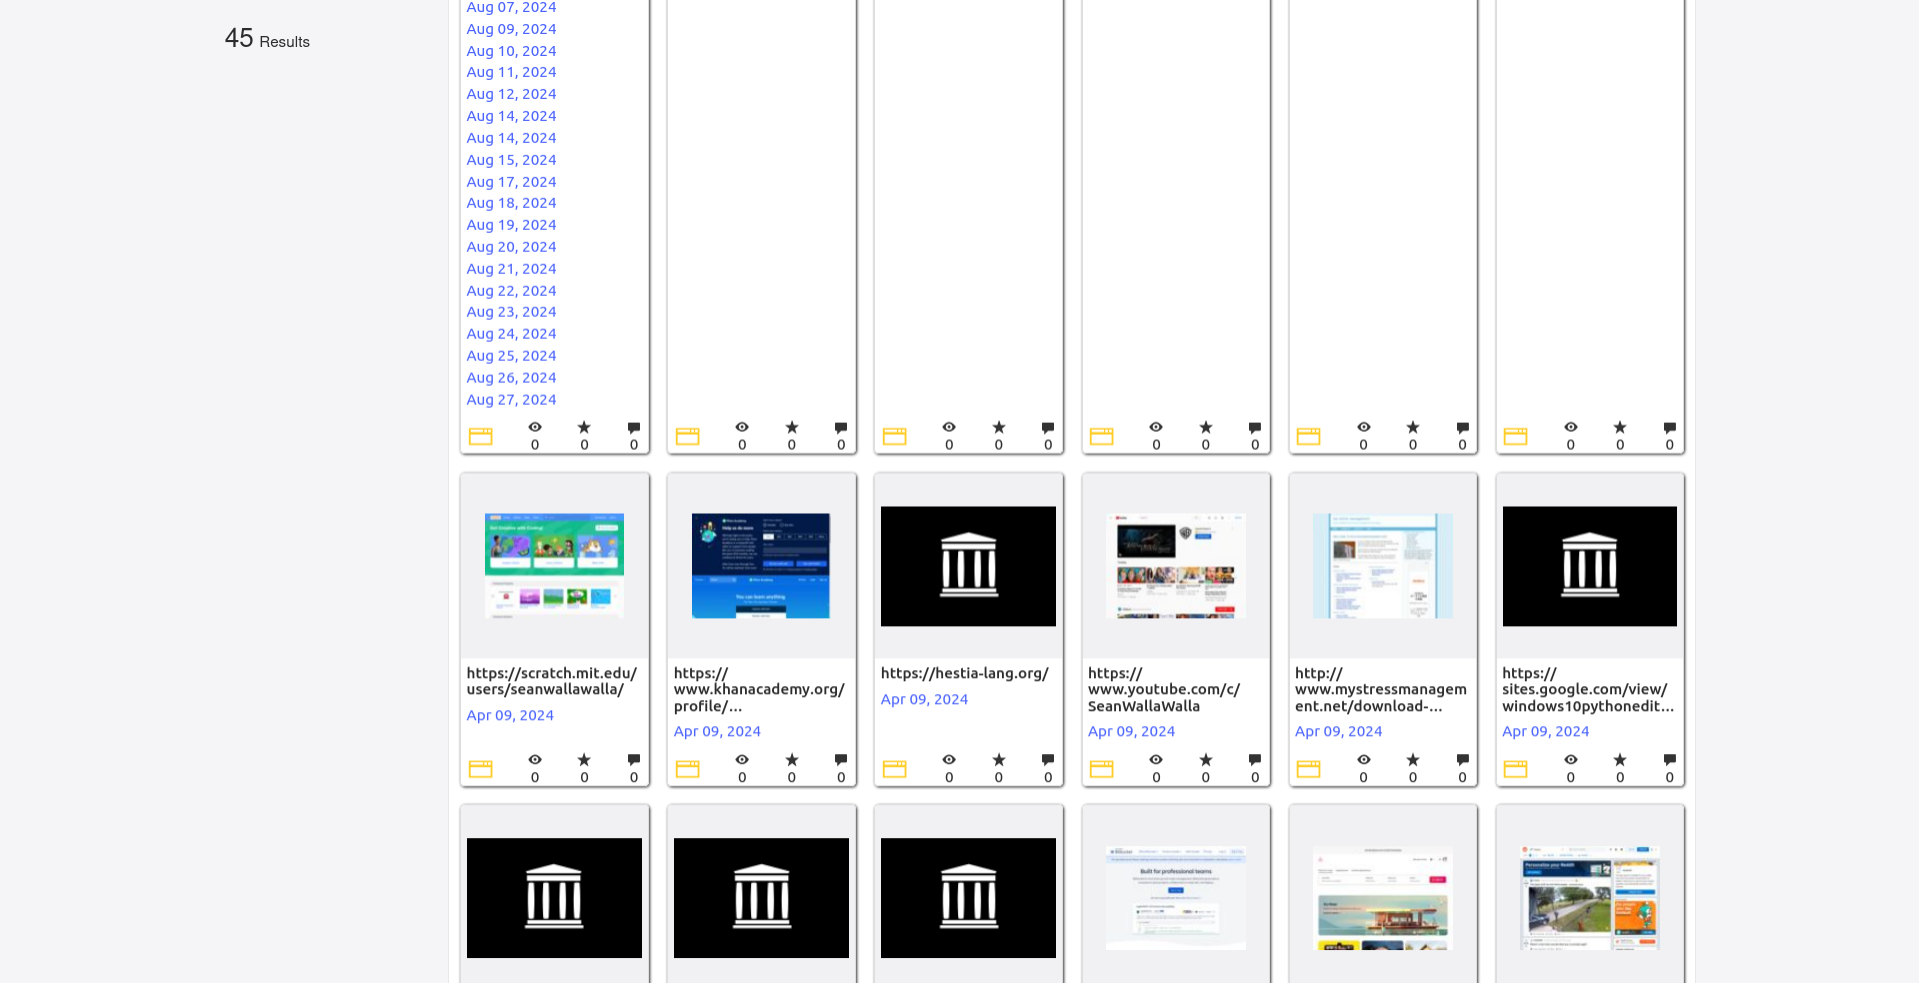 45 Results
Aug 07, 2024
Aug 09, 2024
Aug 10, 2024
Aug 11, 2024
Aug 12, 2024
Aug 14, 2024
Aug 14, 2024
Aug 15, 2024
Aug 17, 2024
Aug 18, 2024
Aug 19, 2024
Aug 20, 2024
Aug 21, 2024
Aug 22, 2024
Aug 23, 2024
Aug 24, 2024
Aug 25, 2024
Aug 26, 2024
Aug 27, 2024
0 0 0
0 0 0
0 0 0
0 0 0
0 0 0
0 0 0
https://scratch.mit.edu/
users/seanwallawalla/
Apr 09, 2024
0 0 0
https://
www.khanacademy.org/
profile/...
Apr 09, 2024
0 0 0
https://hestia-lang.org/
Apr 09, 2024
0 0 0
https://
www.youtube.com/c/
SeanWallaWalla
Apr 09, 2024
0 0 0
http://
www.mystressmanagem
ent.net/download-...
Apr 09, 2024
0 0 0
https://
sites.google.com/view/
windows10pythonedit...
Apr 09, 2024
0 0 0
Built for professional teams